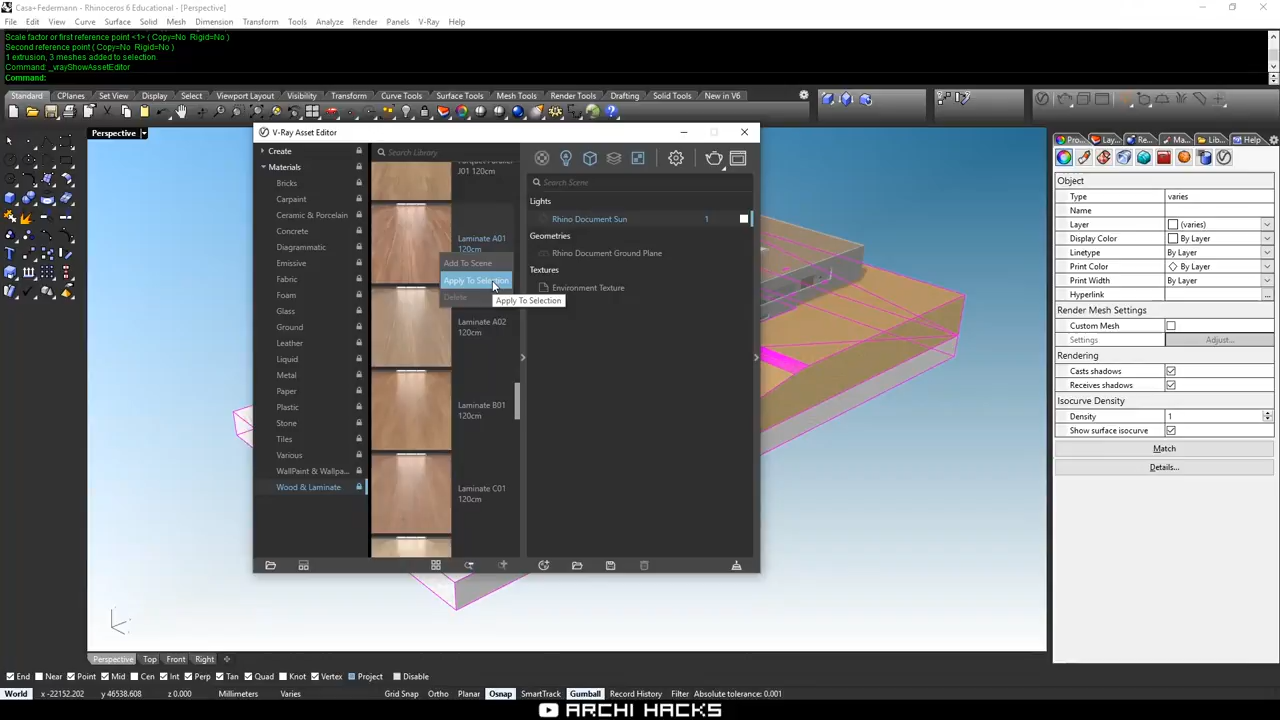 Casa+Federmann - Rhinoceros 6 Educational - [Perspective]
File Edit View Curve Surface Solid Mesh Dimension Transform Tools Analyze Render Panels V-Ray Help
Scale factor or first reference point <1> ( Copy=No Rigid=No )
Second reference point ( Copy=No Rigid=No )
1 extrusion, 3 meshes added to selection.
Command: _vrayShowAssetEditor
Command:
Standard CPlanes Set View Display Select Viewport Layout Visibility Transform Curve Tools Surface Tools Mesh Tools Render Tools Drafting Solid Tools New in V6
Perspective
V-Ray Asset Editor
Create
Materials
Bricks
Carpaint
Ceramic & Porcelain
Concrete
Diagrammatic
Emissive
Fabric
Foam
Glass
Ground
Leather
Liquid
Metal
Paper
Plastic
Stone
Tiles
Various
WallPaint & Wallpa...
Wood & Laminate
Search Library
J01 120cm
Laminate A01
120cm
Laminate A02
120cm
Laminate B01
120cm
Laminate C01
120cm
Add To Scene
Apply To Selection
Delete
Apply To Selection
Search Scene
Lights
Rhino Document Sun 1
Geometries
Rhino Document Ground Plane
Textures
Environment Texture
Pro... Lay... Re... Ma... Lib... Help
Object
Type varies
Name
Layer (varies)
Display Color By Layer
Linetype By Layer
Print Color By Layer
Print Width By Layer
Hyperlink ...
Render Mesh Settings
Custom Mesh
Settings Adjust...
Rendering
Casts shadows
Receives shadows
Isocurve Density
Density 1
Show surface isocurve
Match
Details...
Perspective Top Front Right
End Near Point Mid Cen Int Perp Tan Quad Knot Vertex Project Disable
World x -22152.202 y 46538.608 z 0.000 Millimeters Varies Grid Snap Ortho Planar Osnap SmartTrack Gumball Record History Filter Absolute tolerance: 0.001
ARCHI HACKS